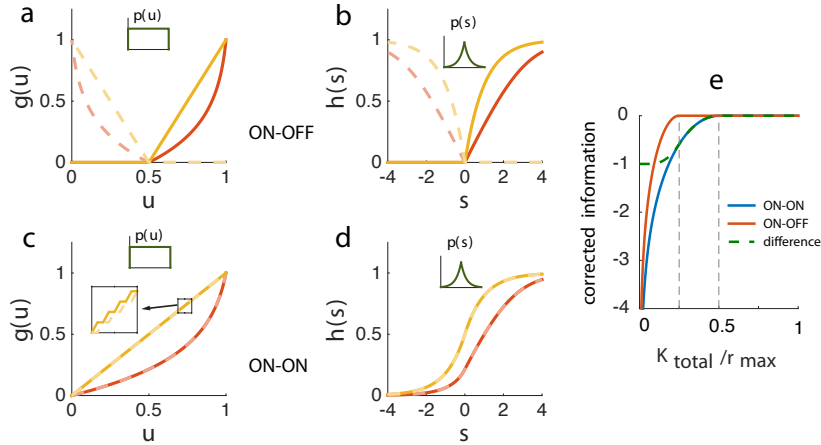 a
p(u)
g(u)
1
0.5
0
0
0.5
1
u
ON-OFF
b
p(s)
h(s)
1
0.5
0
-4
-2
0
2
4
s
c
p(u)
g(u)
1
0.5
0
0
0.5
1
u
ON-ON
d
p(s)
h(s)
1
0.5
0
-4
-2
0
2
4
s
e
corrected information
0
-1
-2
-3
-4
ON-ON
ON-OFF
difference
0
0.5
1
K total /r max